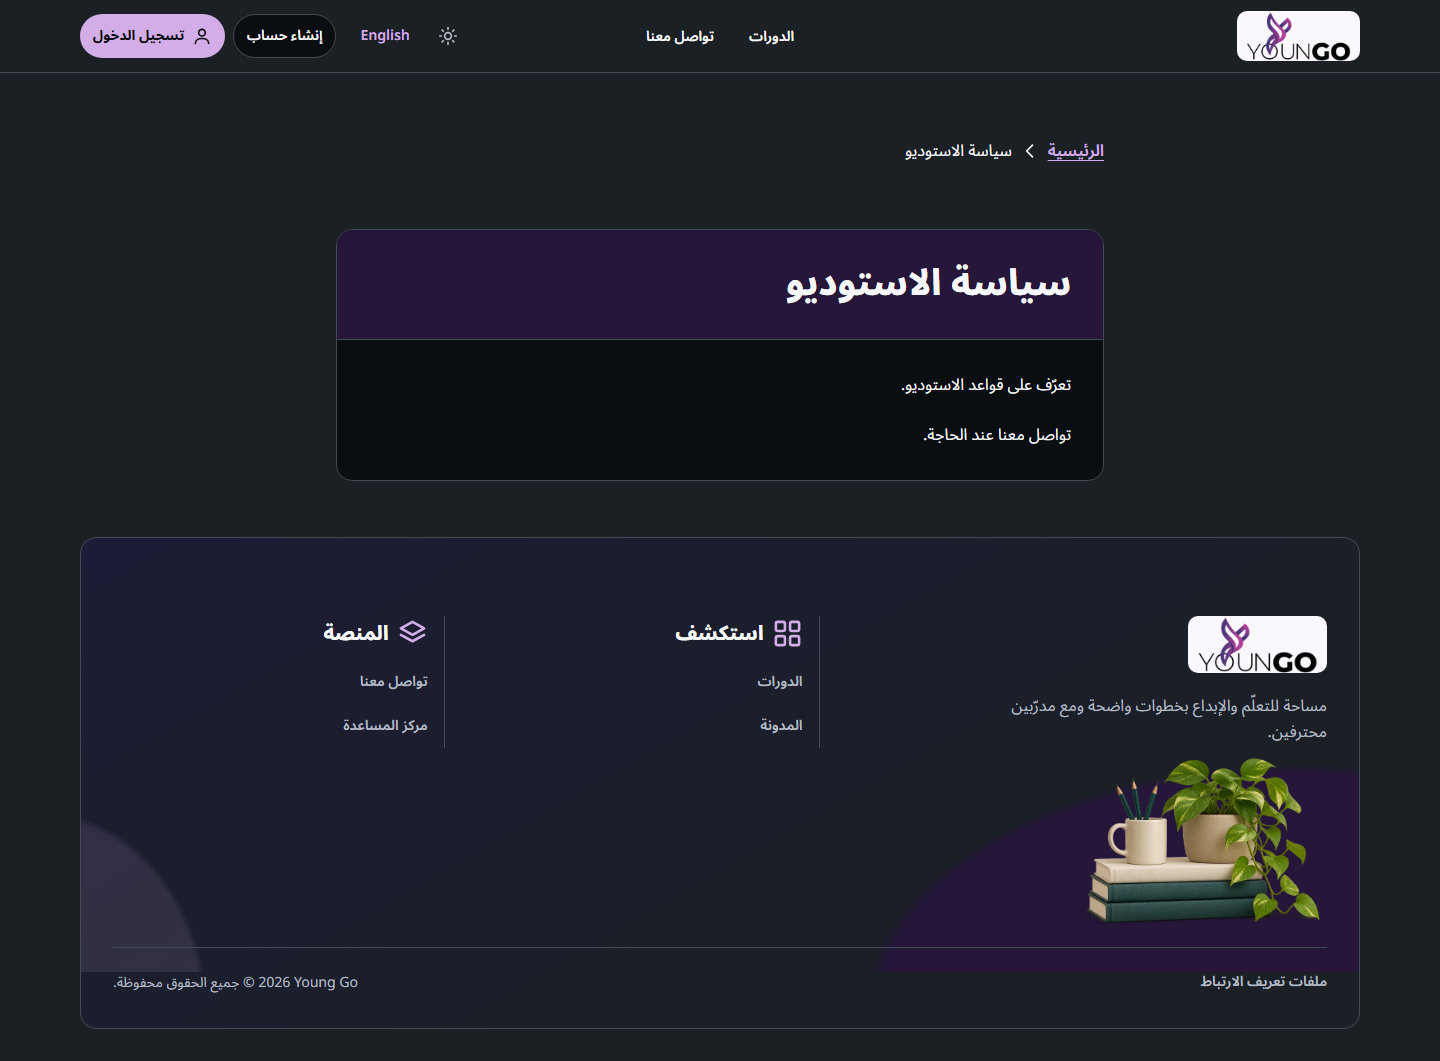 YOUNGO
الدورات
تواصل معنا
English
إنشاء حساب
تسجيل الدخول
الرئيسية
سياسة الاستوديو
سياسة الاستوديو
تعرّف على قواعد الاستوديو.
تواصل معنا عند الحاجة.
YOUNGO
مساحة للتعلّم والإبداع بخطوات واضحة ومع مدرّبين
محترفين.
استكشف
الدورات
المدونة
المنصة
تواصل معنا
مركز المساعدة
ملفات تعريف الارتباط
Young Go 2026 © جميع الحقوق محفوظة.